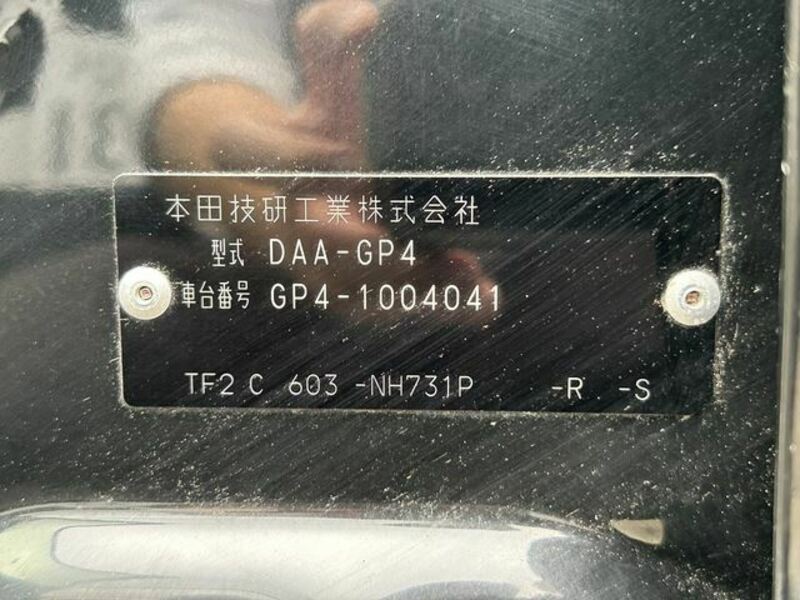 本田技研工業株式会社
型式 DAA-GP4
車台番号 GP4-1004041
TF2 C 603 -NH731P -R -S